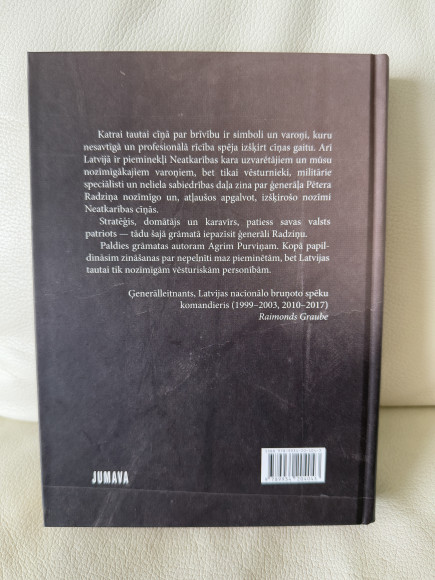 Katrai tautai cīņā par brīvību ir simboli un varoņi, kuru
nesavtīgā un profesionālā rīcība spēja izšķirt cīņas gaitu. Arī
Latvijā ir pieminekļi Neatkarības kara uzvarētājiem un mūsu
nozīmīgākajiem varoņiem, bet tikai vēsturnieki, militārie
speciālisti un neliela sabiedrības daļa zina par ģenerāļa Pētera
Radziņa nozīmīgo un, atļaušos apgalvot, izšķirošo nozīmi
Neatkarības cīņās.
Stratēģis, domātājs un karavīrs, patiess savas valsts
patriots — tādu šajā grāmatā iepazīsit ģenerāli Radziņu.
Paldies grāmatas autoram Agrim Purviņam. Kopā papil-
dināsim zināšanas par nepelnīti maz pieminētām, bet Latvijas
tautai tik nozīmīgām vēsturiskām personībām.
Ģenerālleitnants, Latvijas nacionālo bruņoto spēku
komandieris (1999–2003, 2010–2017)
Raimonds Graube
JUMAVA